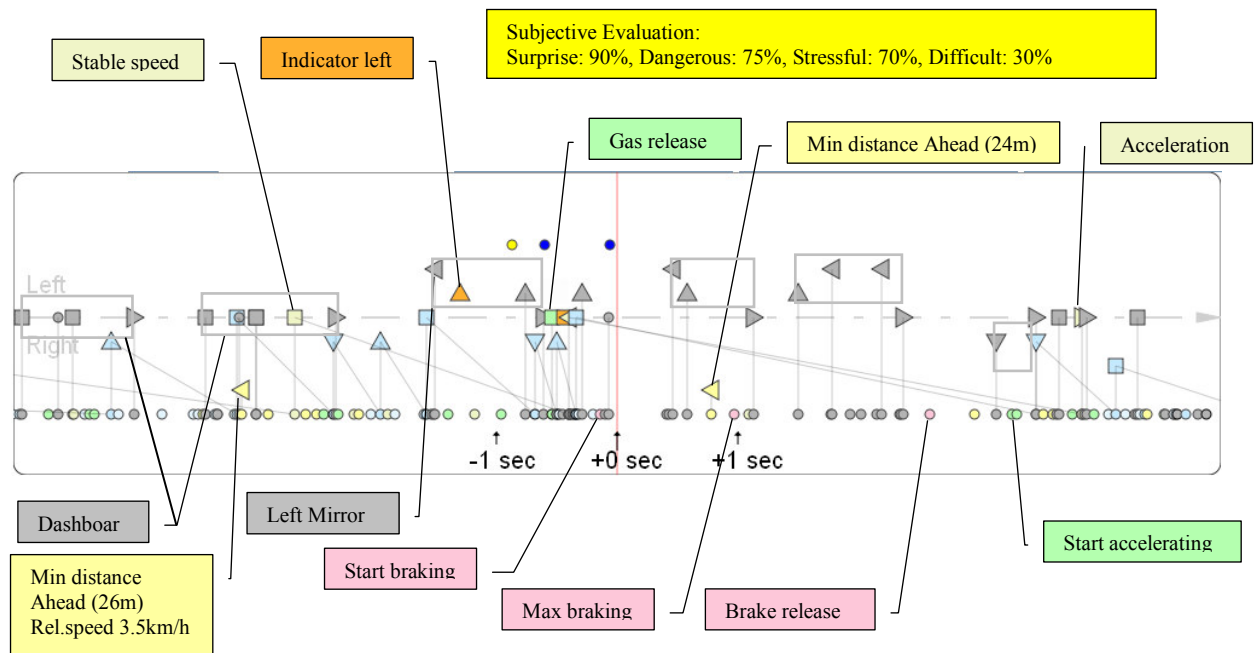 Subjective Evaluation:
Surprise: 90%, Dangerous: 75%, Stressful: 70%, Difficult: 30%
Stable speed
Indicator left
Gas release
Min distance Ahead (24m)
Acceleration
Left
Right
-1 sec
+0 sec
+1 sec
Dashboar
Left Mirror
Start braking
Start accelerating
Min distance
Ahead (26m)
Rel.speed 3.5km/h
Max braking
Brake release